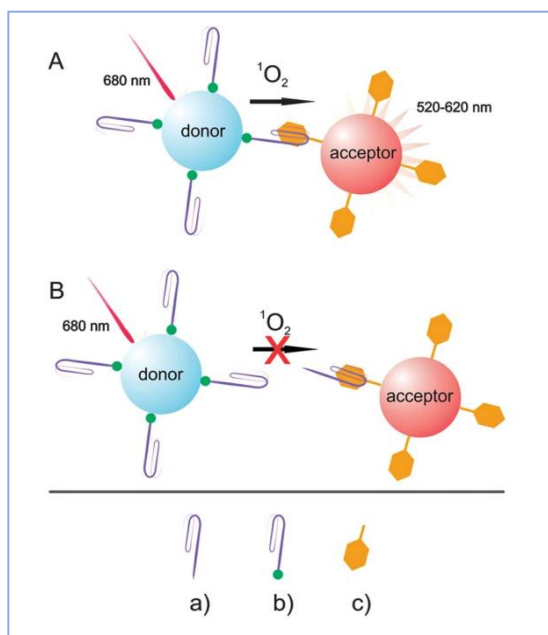 A
680 nm
¹O₂
520-620 nm
donor
acceptor
B
680 nm
¹O₂
donor
acceptor
a) b) c)